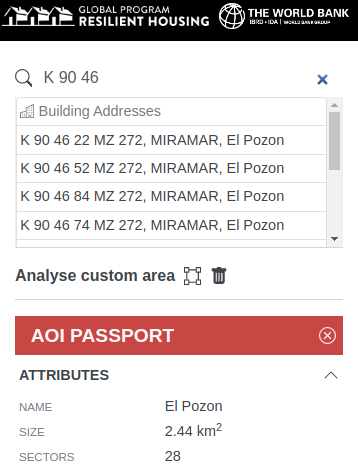 GLOBAL PROGRAM
RESILIENT HOUSING
THE WORLD BANK
IBRD • IDA | WORLD BANK GROUP
K 90 46
Building Addresses
K 90 46 22 MZ 272, MIRAMAR, El Pozon
K 90 46 52 MZ 272, MIRAMAR, El Pozon
K 90 46 84 MZ 272, MIRAMAR, El Pozon
K 90 46 74 MZ 272, MIRAMAR, El Pozon
Analyse custom area
AOI PASSPORT
ATTRIBUTES
NAME El Pozon
SIZE 2.44 km²
SECTORS 28